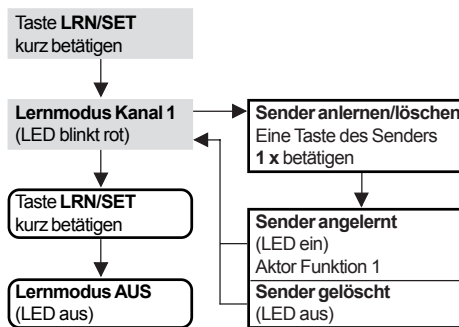 Taste LRN/SET
kurz betätigen
Lernmodus Kanal 1
(LED blinkt rot)
Taste LRN/SET
kurz betätigen
Lernmodus AUS
(LED aus)
Sender anlernen/löschen
Eine Taste des Senders
1 x betätigen
Sender angelernt
(LED ein)
Aktor Funktion 1
Sender gelöscht
(LED aus)